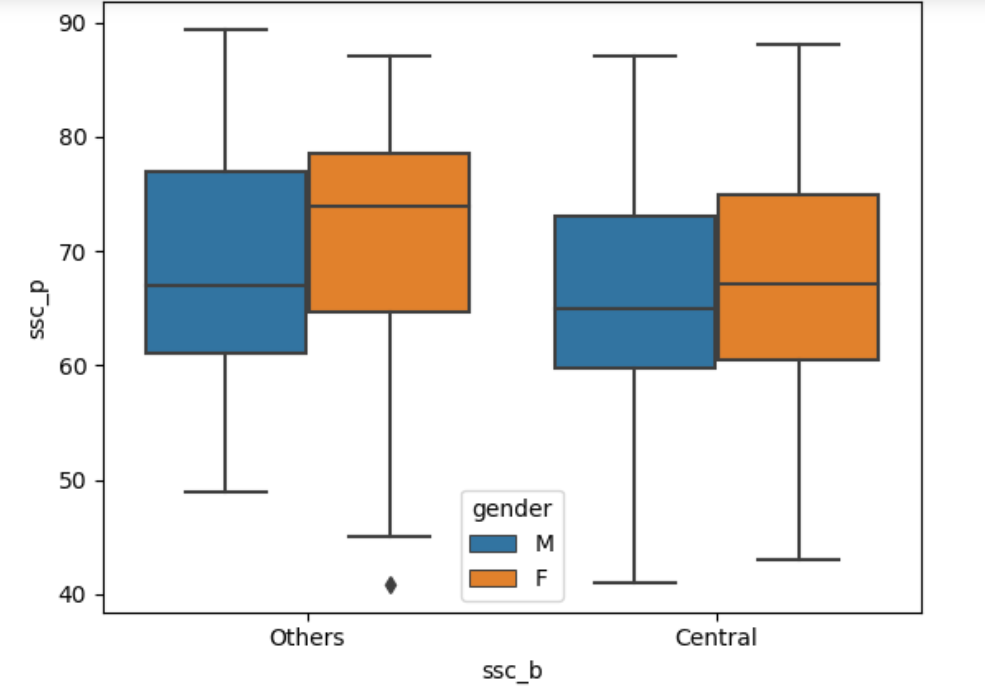 90
80
70
60
50
40
ssc_p
gender
M
F
Others
Central
ssc_b